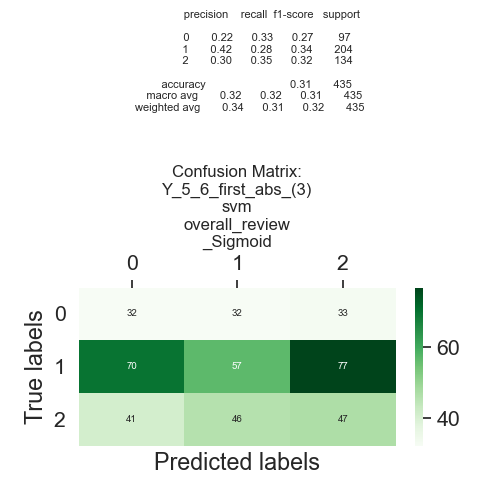 precision recall f1-score support
0 0.22 0.33 0.27 97
1 0.42 0.28 0.34 204
2 0.30 0.35 0.32 134
accuracy 0.31 435
macro avg 0.32 0.32 0.31 435
weighted avg 0.34 0.31 0.32 435
Confusion Matrix:
Y_5_6_first_abs_(3)
svm
overall_review
_Sigmoid
0 1 2
0 32 32 33
1 70 57 77
2 41 46 47
True labels
Predicted labels
60
40